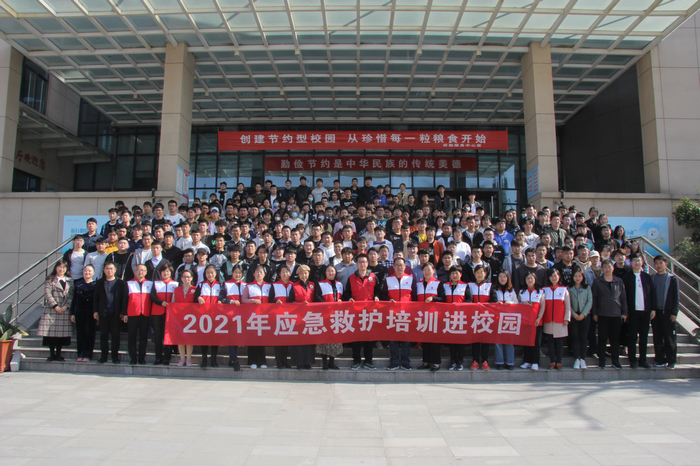 创建节约型校园 从珍惜每一粒粮食开始
勤俭节约是中华民族的传统美德
2021年应急救护培训进校园